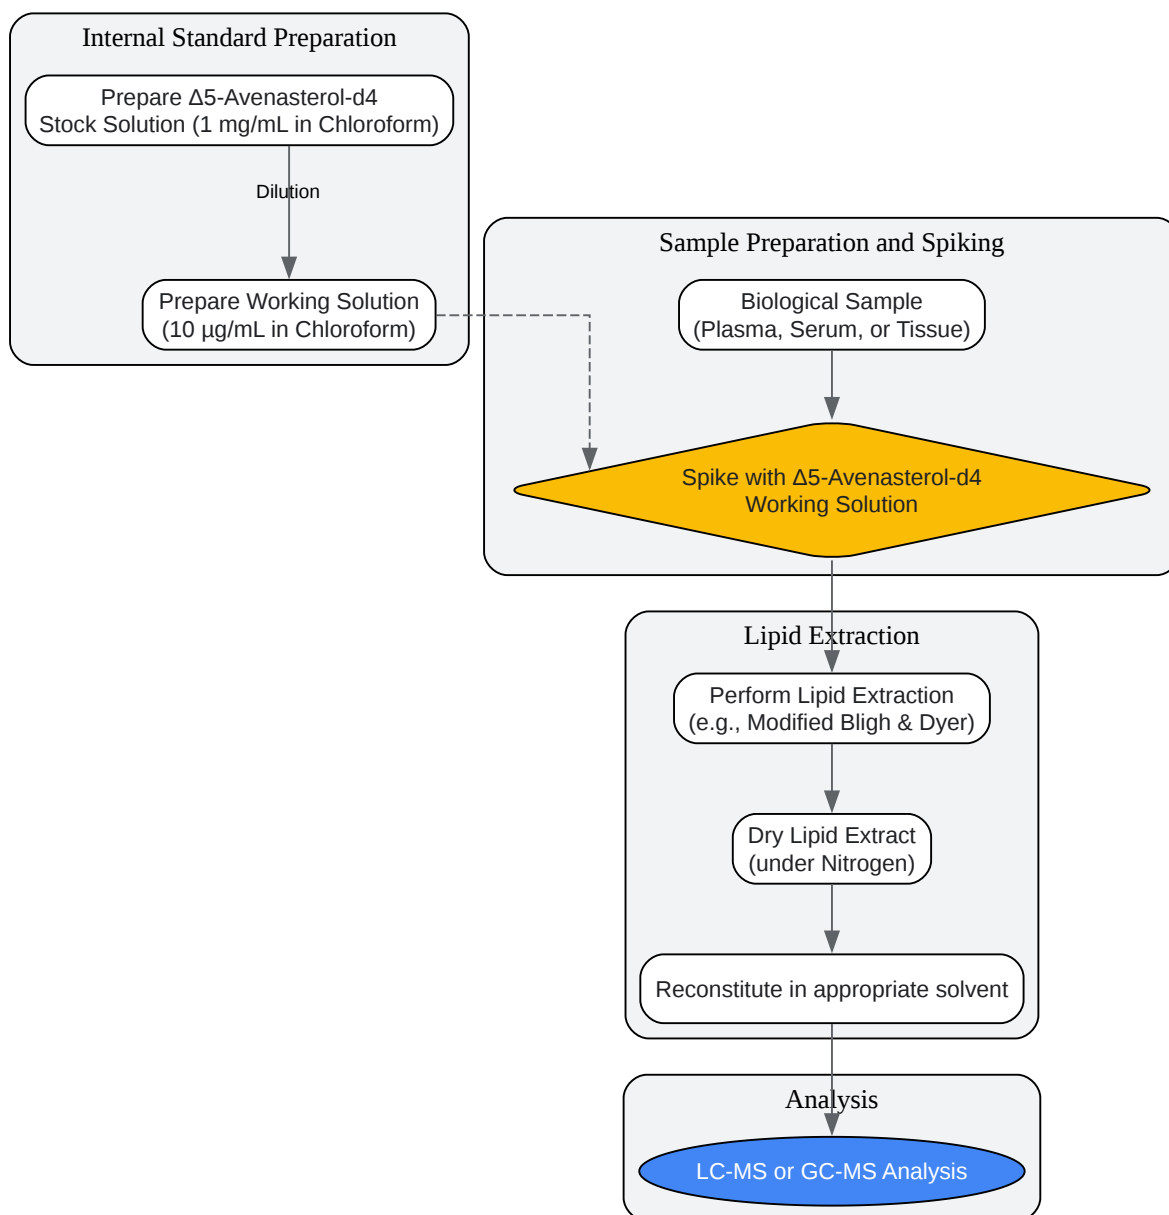 Internal Standard Preparation
Prepare Δ5-Avenasterol-d4
Stock Solution (1 mg/mL in Chloroform)
Dilution
Prepare Working Solution
(10 µg/mL in Chloroform)
Sample Preparation and Spiking
Biological Sample
(Plasma, Serum, or Tissue)
Spike with Δ5-Avenasterol-d4
Working Solution
Lipid Extraction
Perform Lipid Extraction
(e.g., Modified Bligh & Dyer)
Dry Lipid Extract
(under Nitrogen)
Reconstitute in appropriate solvent
Analysis
LC-MS or GC-MS Analysis